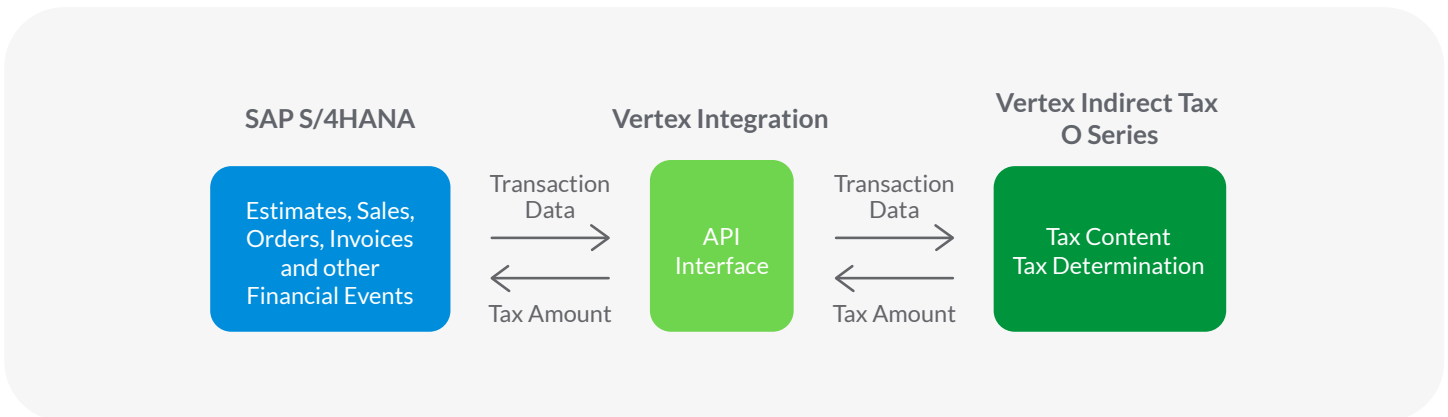 SAP S/4HANA
Estimates, Sales,
Orders, Invoices
and other
Financial Events
Transaction
Data
Tax Amount
Vertex Integration
API
Interface
Transaction
Data
Tax Amount
Vertex Indirect Tax
O Series
Tax Content
Tax Determination